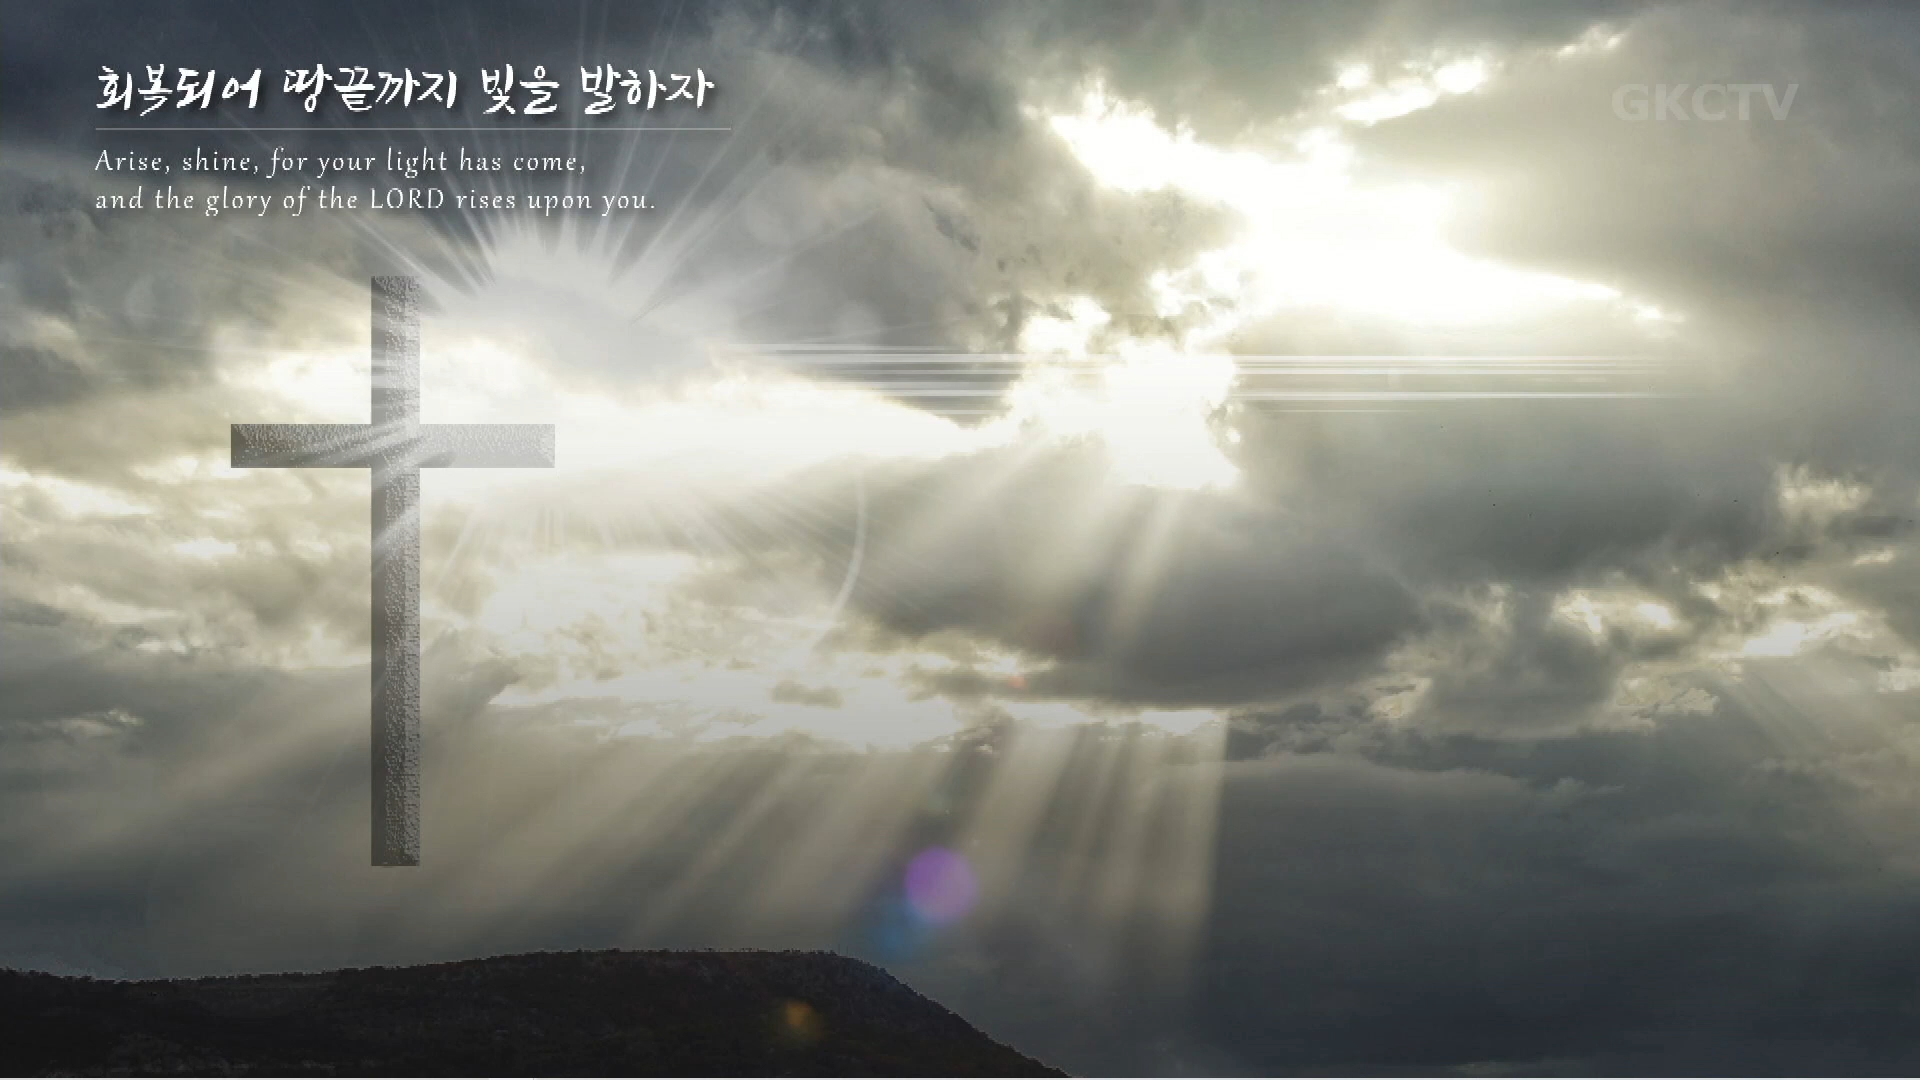 회복되어 땅끝까지 빛을 발하자
GKCTV
Arise, shine, for your light has come,
and the glory of the LORD rises upon you.